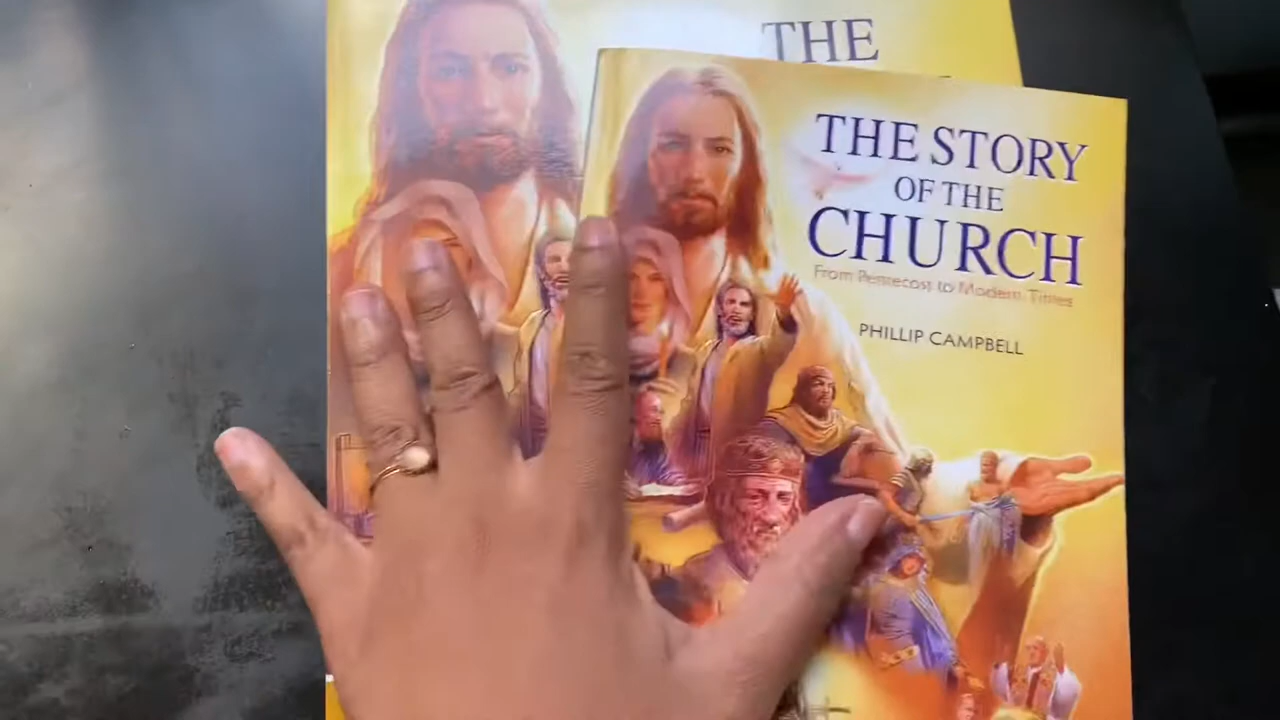 THE
THE STORY
OF THE
CHURCH
From Pentecost to Modern Times
PHILLIP CAMPBELL